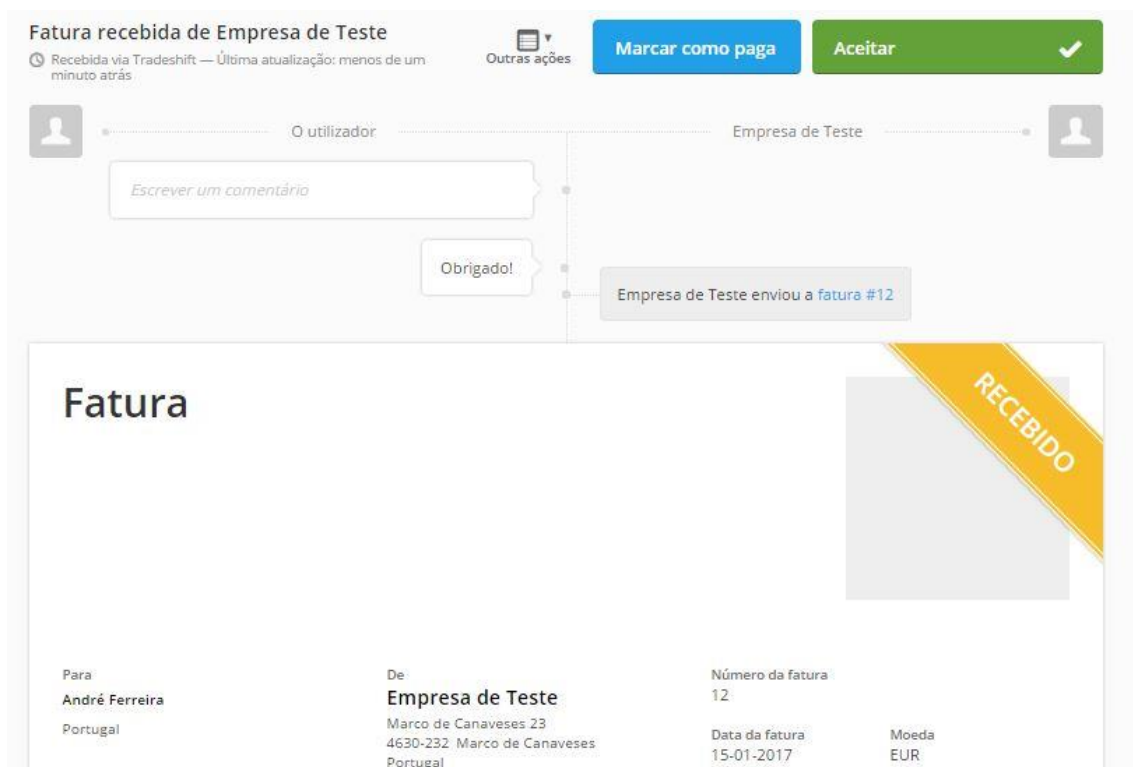 Fatura recebida de Empresa de Teste
Recebida via Tradeshift — Última atualização: menos de um
minuto atrás
Outras ações
Marcar como paga
Aceitar
O utilizador
Empresa de Teste
Escrever um comentário
Obrigado!
Empresa de Teste enviou a fatura #12
Fatura
RECEBIDO
Para
André Ferreira
Portugal
De
Empresa de Teste
Marco de Canaveses 23
4630-232 Marco de Canaveses
Portugal
Número da fatura
12
Data da fatura
15-01-2017
Moeda
EUR